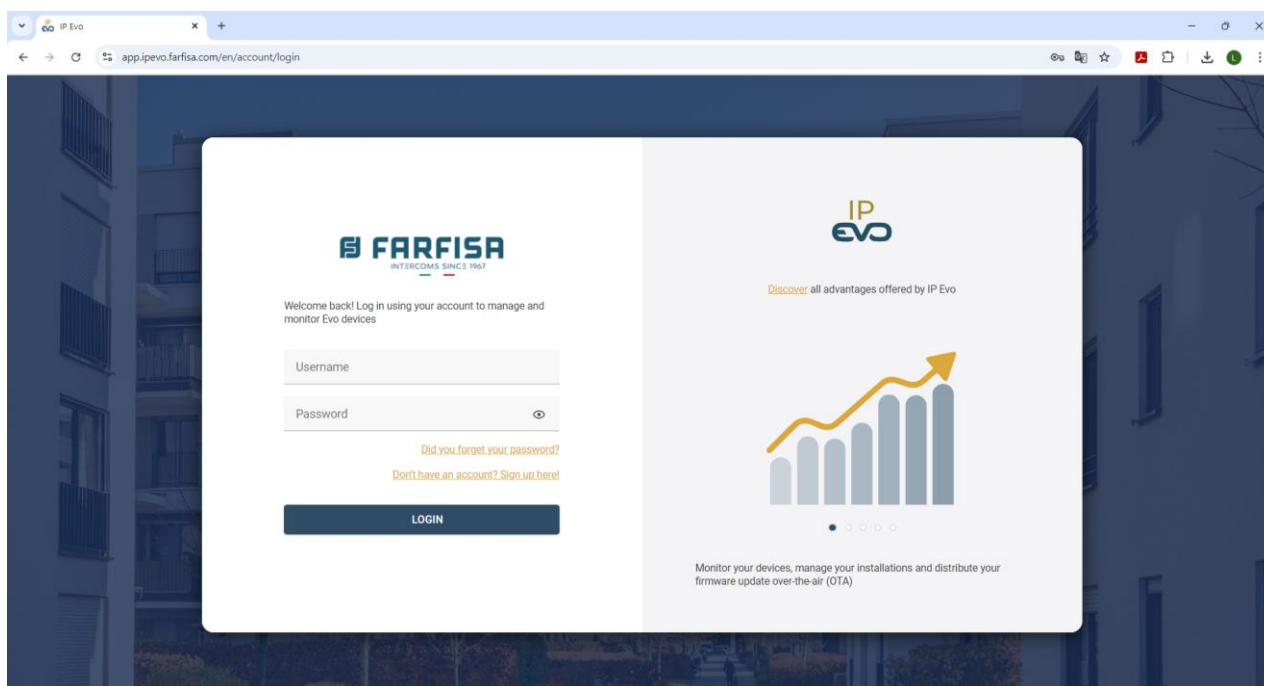 IP Evo
app.ipevo.farfisa.com/en/account/login
L
FARFISA
INTERCOMS SINCE 1967
Welcome back! Log in using your account to manage and
monitor Evo devices
Username
Password
Did you forget your password?
Don't have an account? Sign up here!
LOGIN
IP
EVO
Discover all advantages offered by IP Evo
Monitor your devices, manage your installations and distribute your
firmware update over-the-air (OTA)